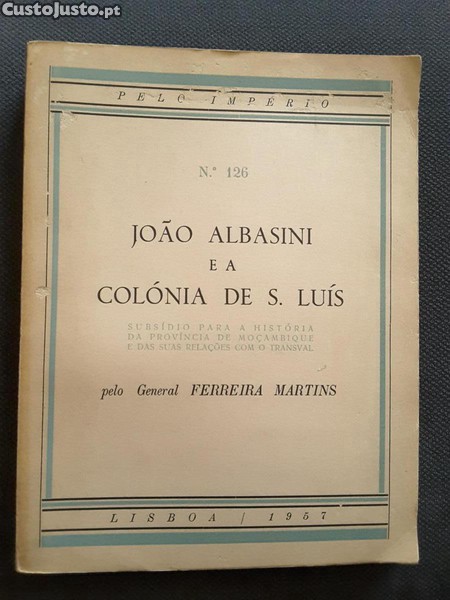 CustoJusto.pt
PELO IMPÉRIO
N.º 126
JOÃO ALBASINI
E A
COLÓNIA DE S. LUÍS
SUBSÍDIO PARA A HISTÓRIA
DA PROVÍNCIA DE MOÇAMBIQUE
E DAS SUAS RELAÇÕES COM O TRANSVAL
pelo General FERREIRA MARTINS
LISBOA / 1957